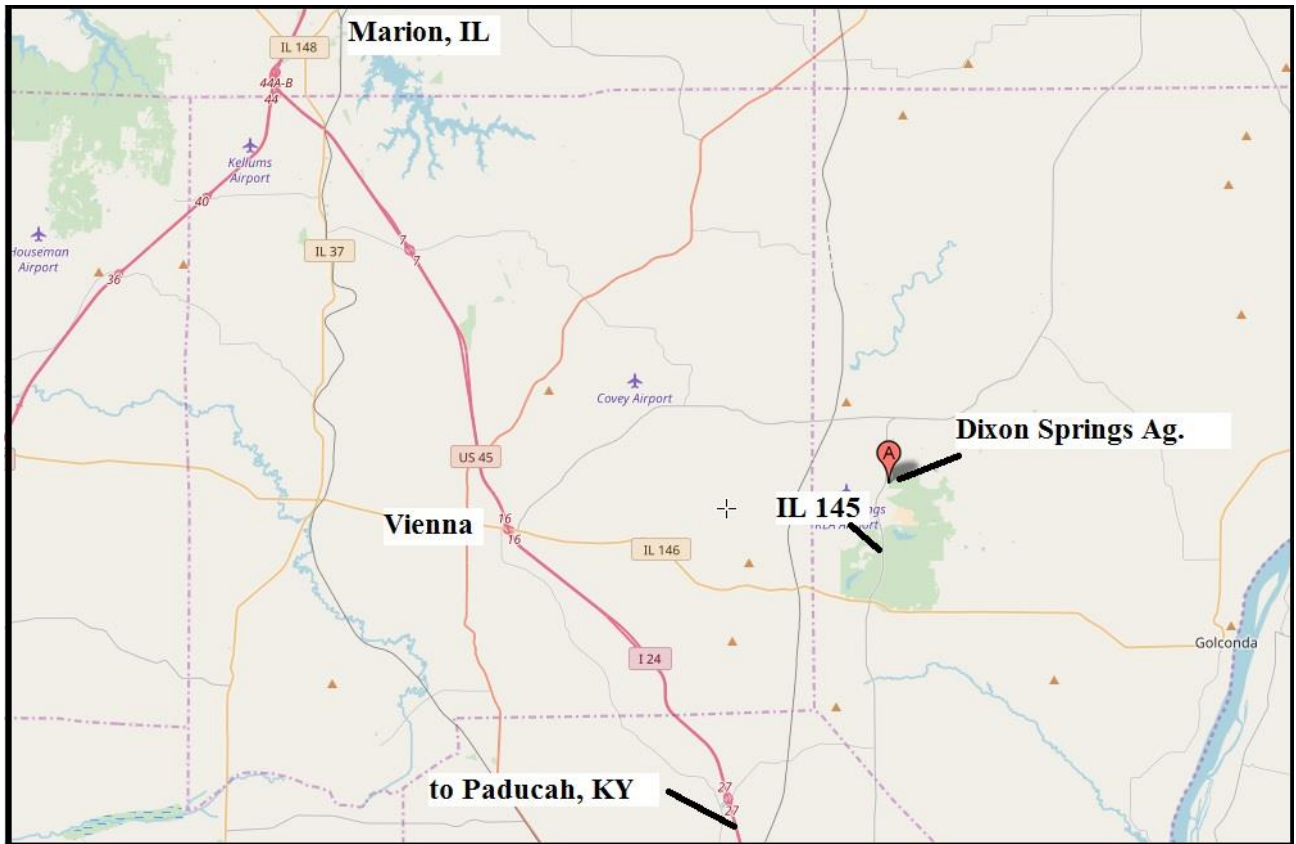 Marion, IL
IL 148
44A-B
44
Kellums
Airport
40
Houseman
Airport
36
IL 37
7
7
Covey Airport
US 45
Dixon Springs Ag.
A
IL 145
Airport
Vienna
16
16
IL 146
I 24
Golconda
to Paducah, KY
27
27